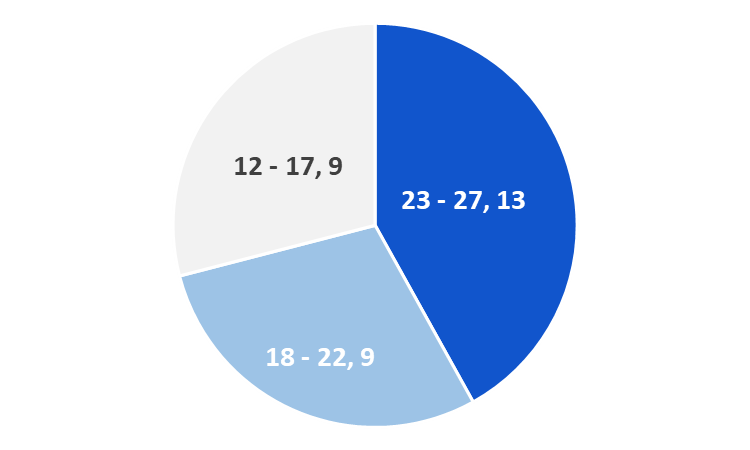 12 - 17, 9
23 - 27, 13
18 - 22, 9